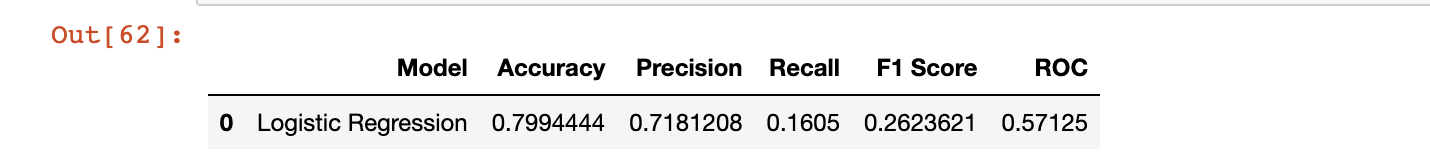 Out[62]:
Model Accuracy Precision Recall F1 Score ROC
0 Logistic Regression 0.7994444 0.7181208 0.1605 0.2623621 0.57125